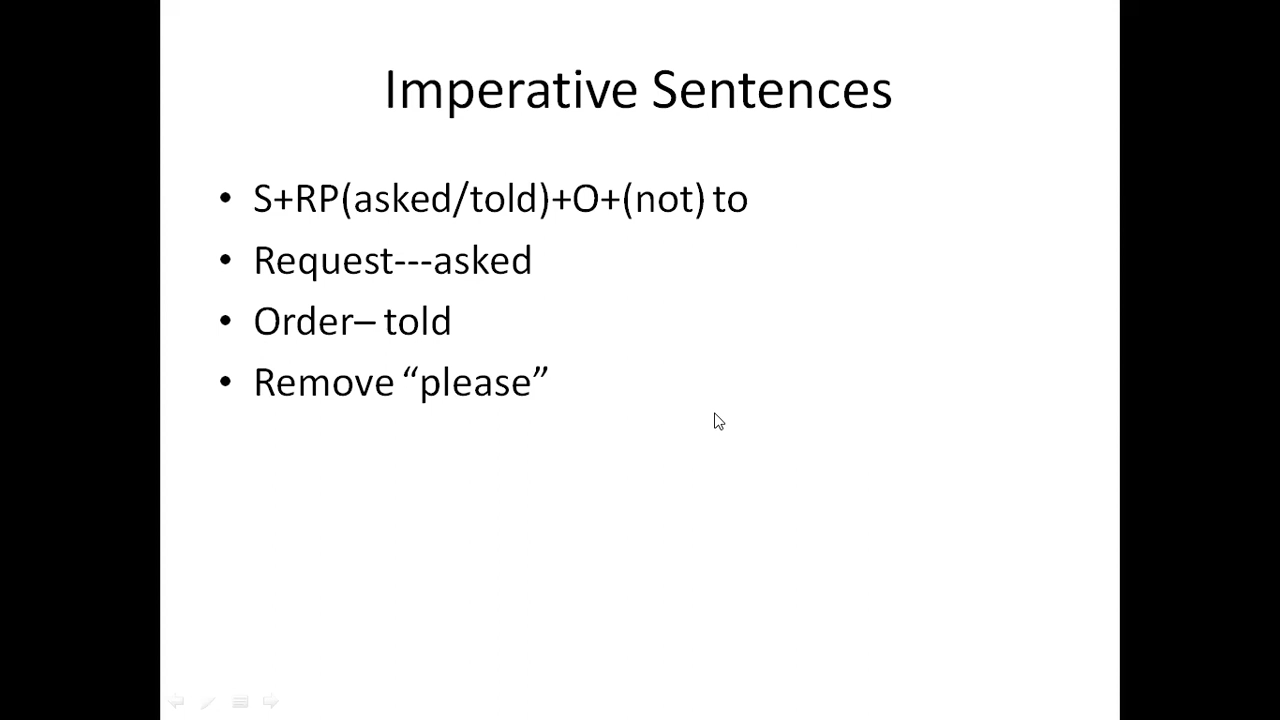 Imperative Sentences
• S+RP(asked/told)+O+(not) to
• Request---asked
• Order– told
• Remove “please”